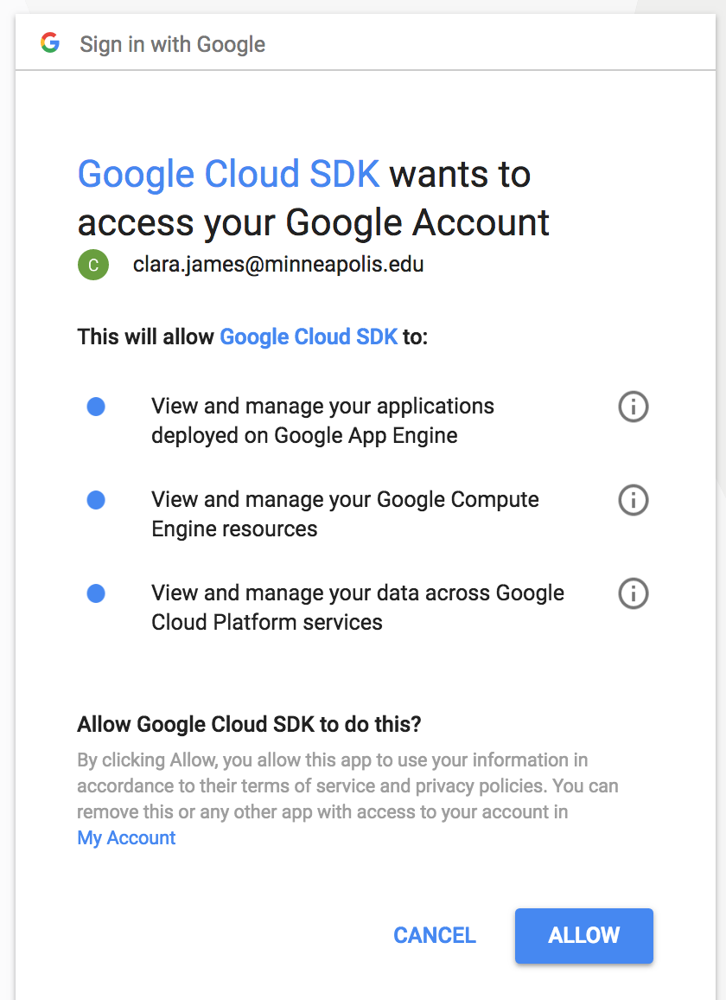 Sign in with Google
Google Cloud SDK wants to
access your Google Account
C clara.james@minneapolis.edu
This will allow Google Cloud SDK to:
View and manage your applications
deployed on Google App Engine
View and manage your Google Compute
Engine resources
View and manage your data across Google
Cloud Platform services
Allow Google Cloud SDK to do this?
By clicking Allow, you allow this app to use your information in
accordance to their terms of service and privacy policies. You can
remove this or any other app with access to your account in
My Account
CANCEL ALLOW